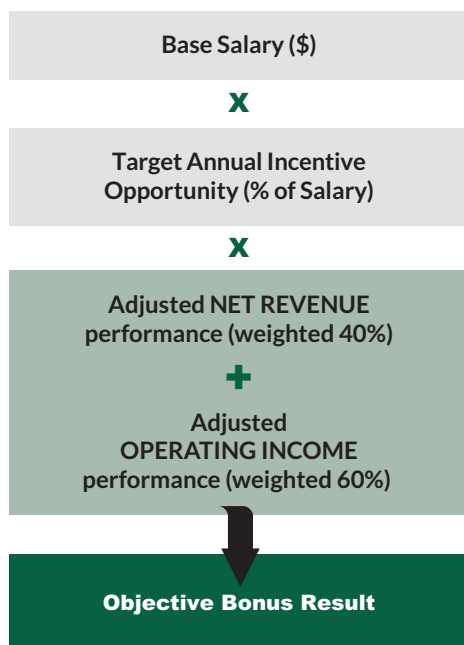 Base Salary ($)
x
Target Annual Incentive
Opportunity (% of Salary)
x
Adjusted NET REVENUE
performance (weighted 40%)
+
Adjusted
OPERATING INCOME
performance (weighted 60%)
Objective Bonus Result